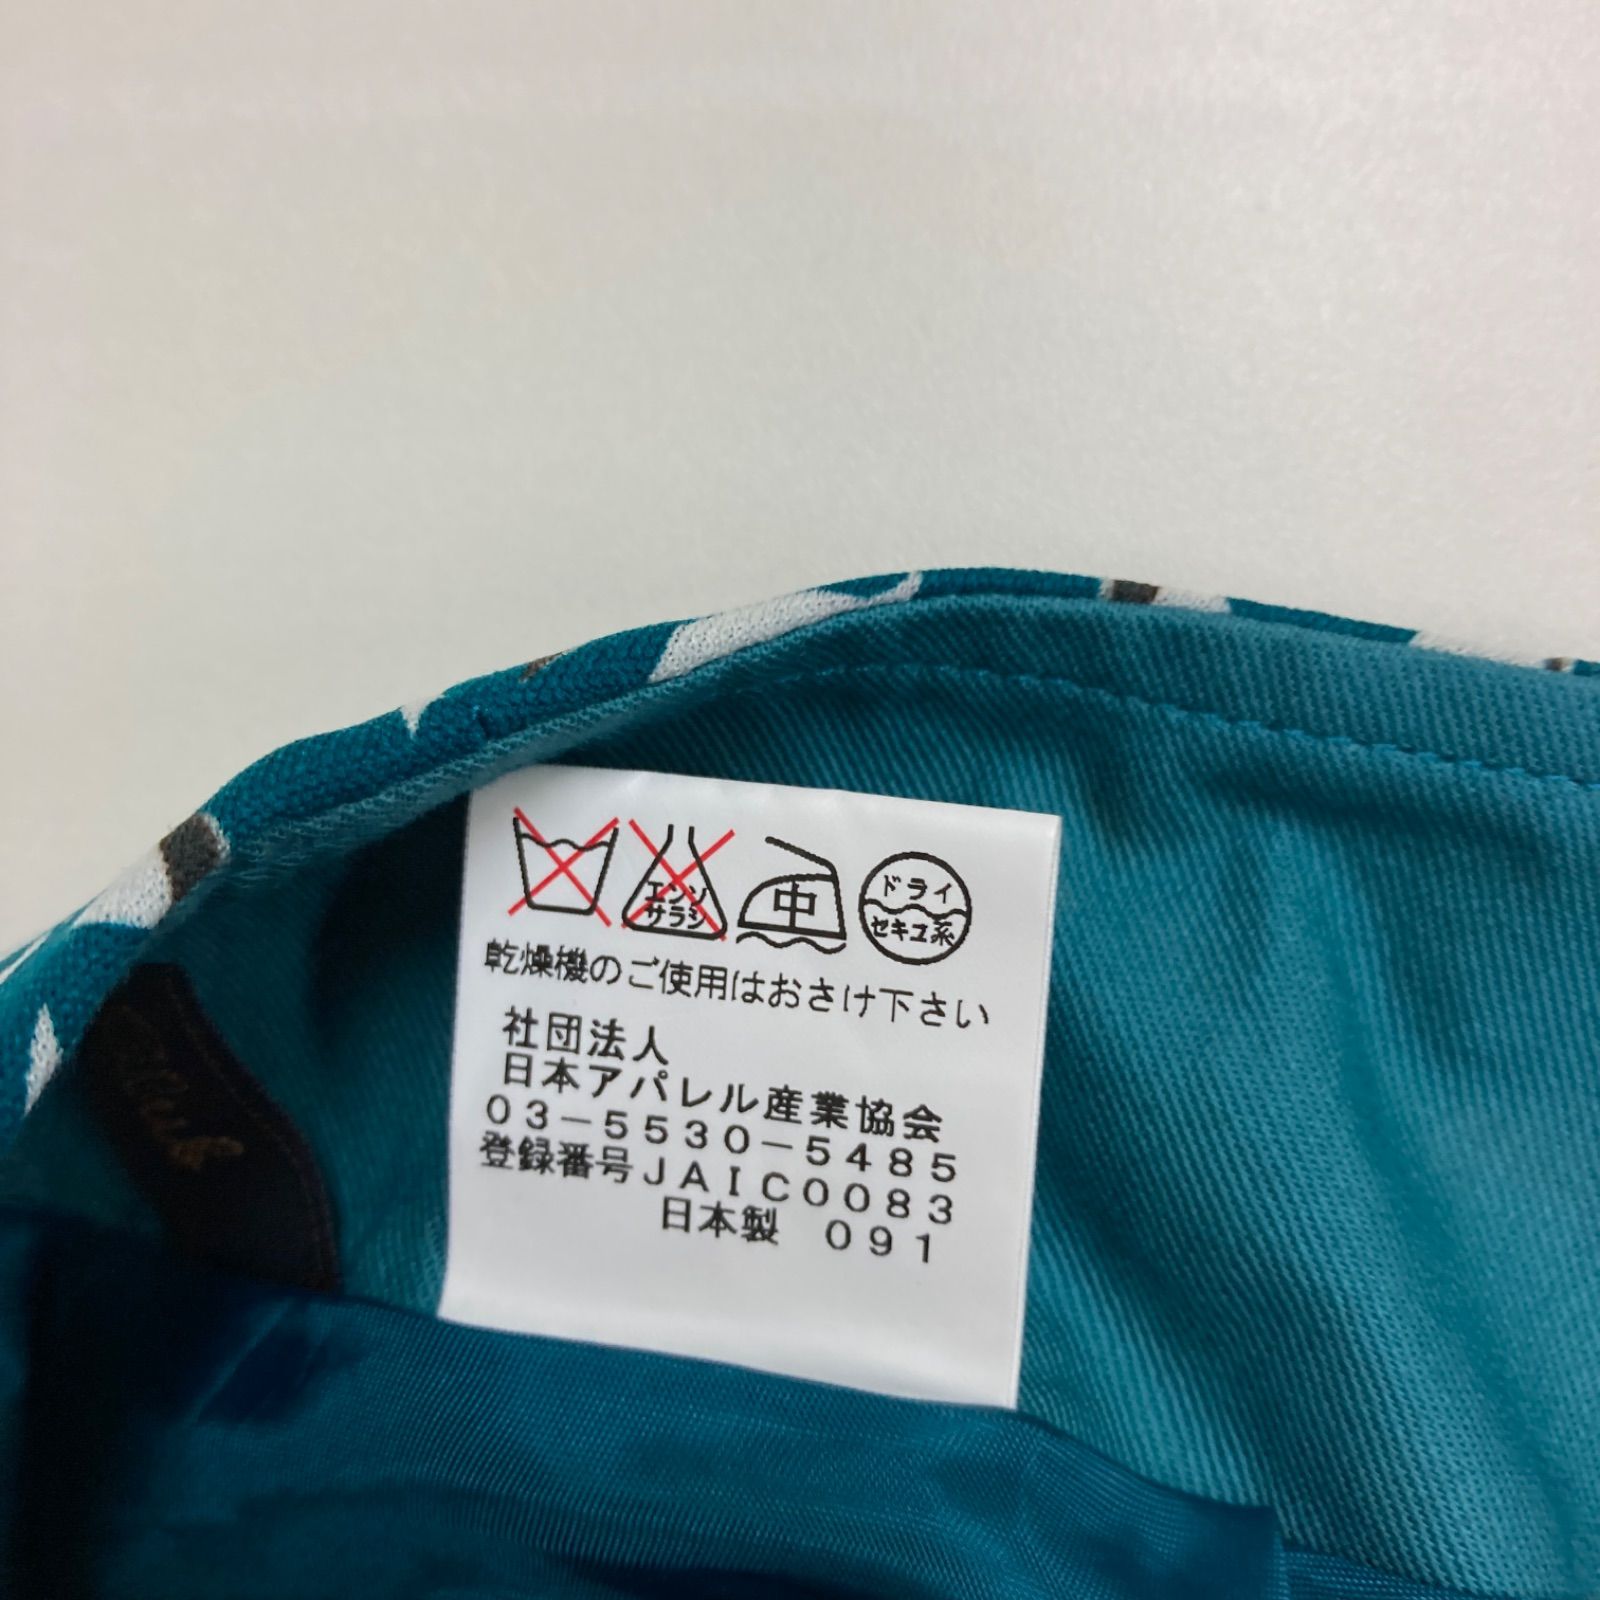 エンソ
サラシ
中
ドライ
セキユ系
乾燥機のご使用はおさけ下さい
社団法人
日本アパレル産業協会
03-5530-5485
登録番号JAIC0083
日本製 091